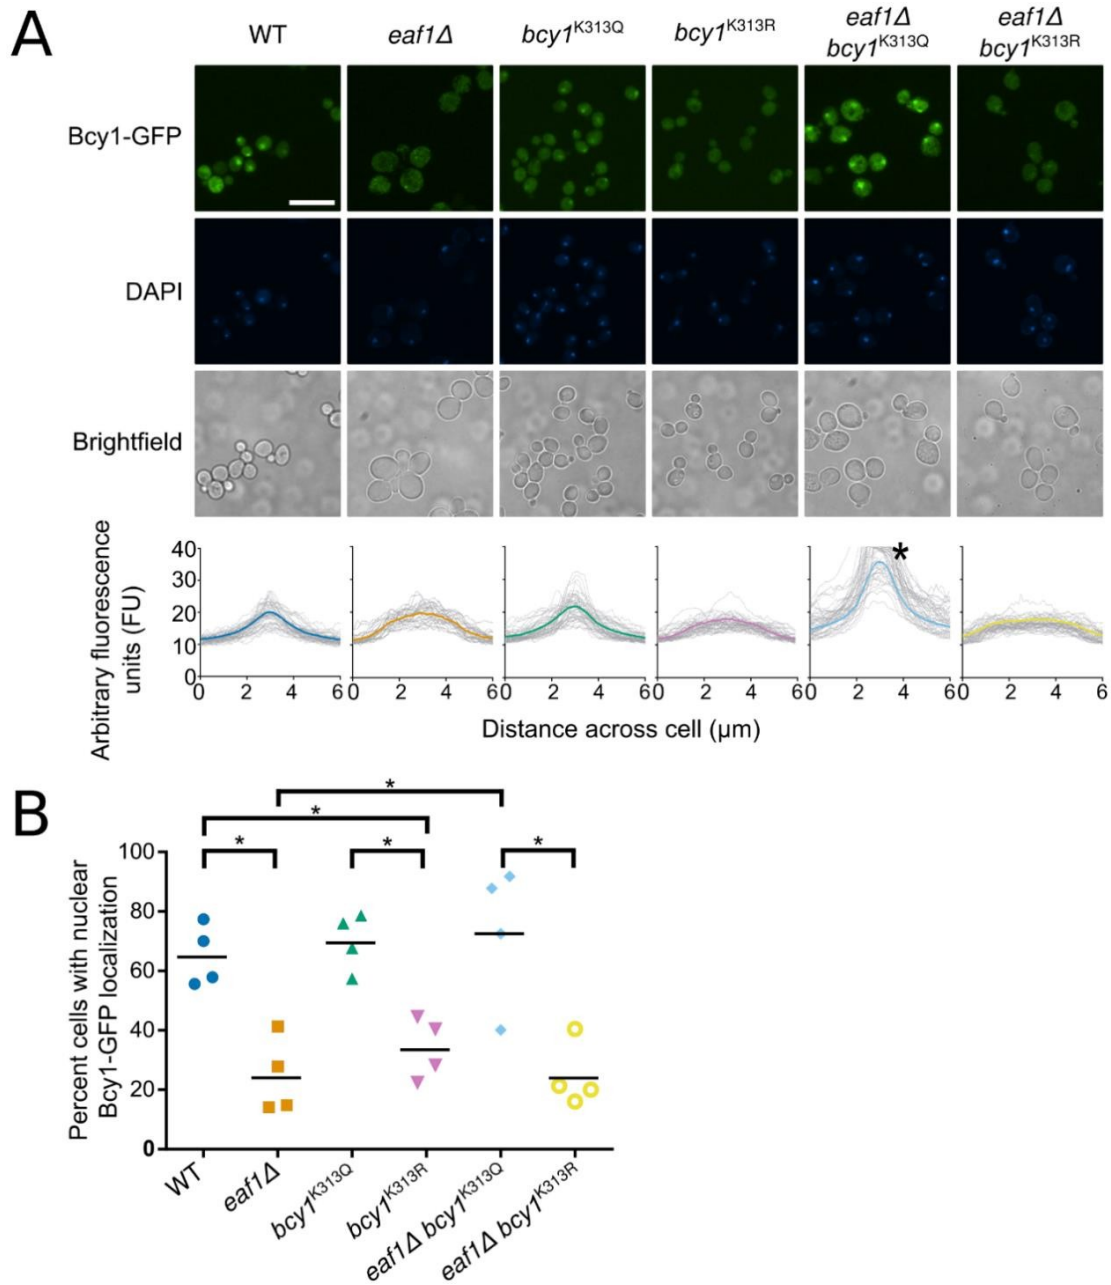 A
WT
eaf1Δ
bcy1K313Q
bcy1K313R
eaf1Δ
bcy1K313Q
eaf1Δ
bcy1K313R
Bcy1-GFP
DAPI
Brightfield
Arbitrary fluorescence
units (FU)
40
30
20
10
0
*
0 2 4 6
0 2 4 6
0 2 4 6
0 2 4 6
0 2 4 6
0 2 4 6
Distance across cell (μm)
B
Percent cells with nuclear
Bcy1-GFP localization
100
80
60
40
20
0
*
*
*
*
*
WT
eaf1Δ
bcy1K313Q
bcy1K313R
eaf1Δ bcy1K313Q
eaf1Δ bcy1K313R